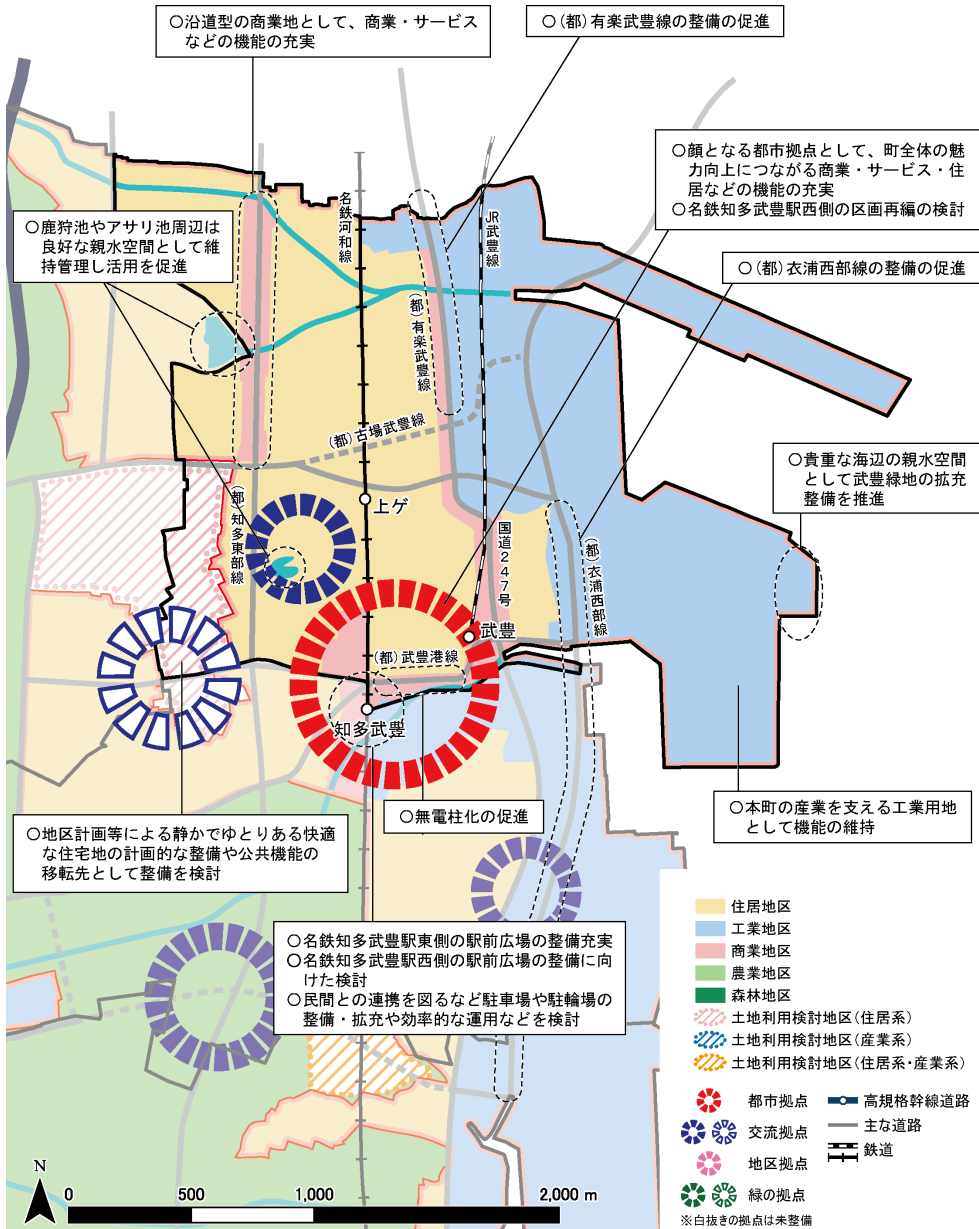 ○沿道型の商業地として、商業・サービス
などの機能の充実
○(都)有楽武豊線の整備の促進
○顔となる都市拠点として、町全体の魅
力向上につながる商業・サービス・住
居などの機能の充実
○名鉄知多武豊駅西側の区画再編の検討
○鹿狩池やアサリ池周辺は
良好な親水空間として維
持管理し活用を促進
○(都)衣浦西部線の整備の促進
名鉄河和線
JR武豊線
(都)有楽武豊線
(都)古場武豊線
○貴重な海辺の親水空間
として武豊緑地の拡充
整備を推進
上ゲ
(都)知多東部線
国道247号
(都)衣浦西部線
武豊
(都)武豊港線
知多武豊
○無電柱化の促進
○本町の産業を支える工業用地
として機能の維持
○地区計画等による静かでゆとりある快適
な住宅地の計画的な整備や公共機能の
移転先として整備を検討
○名鉄知多武豊駅東側の駅前広場の整備充実
○名鉄知多武豊駅西側の駅前広場の整備に向
けた検討
○民間との連携を図るなど駐車場や駐輪場の
整備・拡充や効率的な運用などを検討
住居地区
工業地区
商業地区
農業地区
森林地区
土地利用検討地区(住居系)
土地利用検討地区(産業系)
土地利用検討地区(住居系・産業系)
都市拠点
交流拠点
地区拠点
緑の拠点
高規格幹線道路
主な道路
鉄道
※白抜きの拠点は未整備
N
0 500 1,000 2,000 m